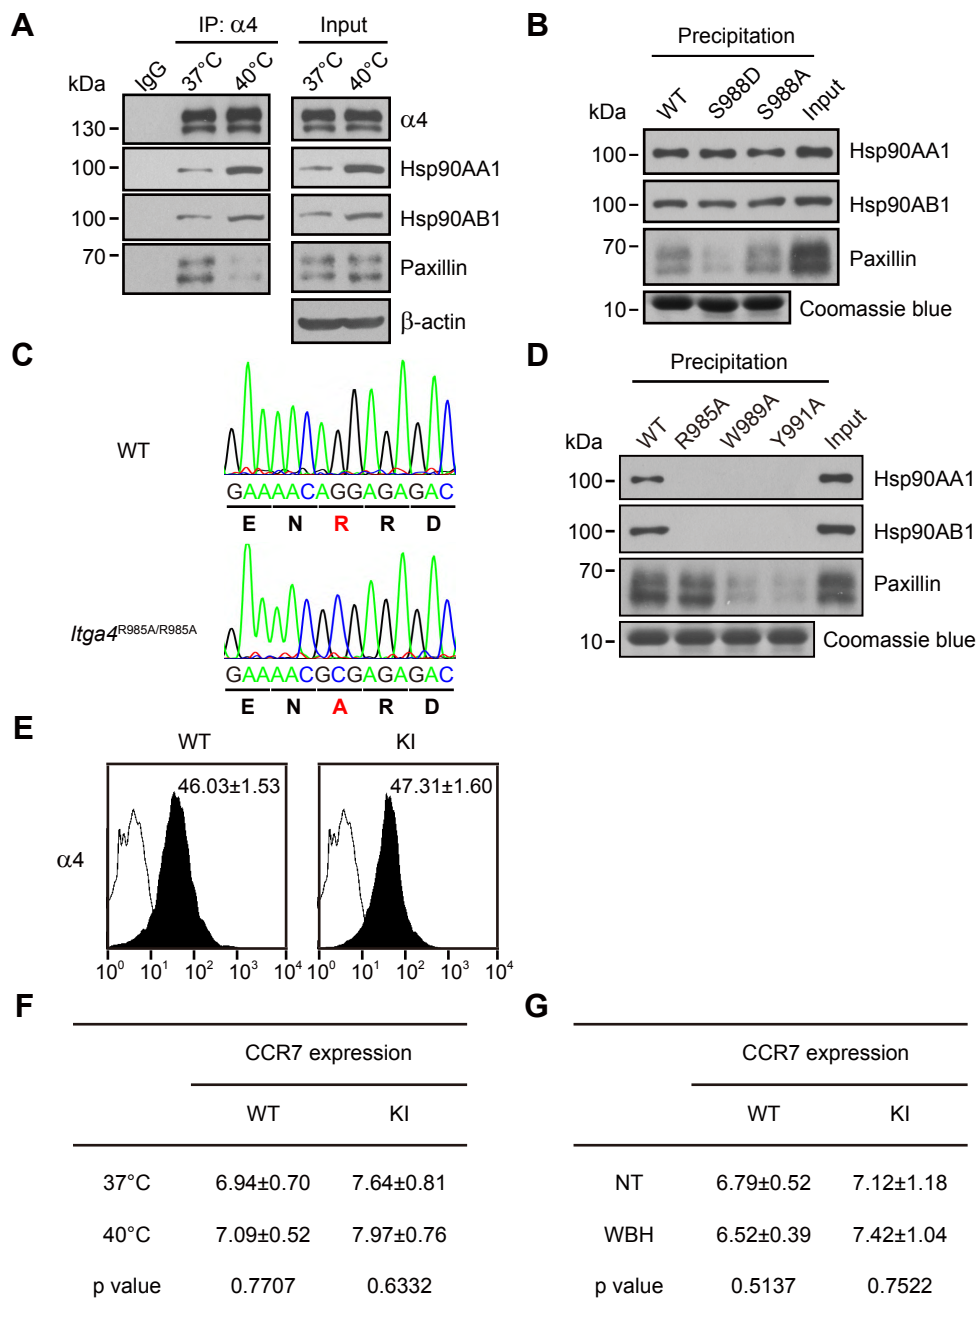 A
IP: α4
Input
kDa
IgG
37°C
40°C
37°C
40°C
130
α4
100
Hsp90AA1
100
Hsp90AB1
70
Paxillin
β-actin
B
Precipitation
kDa
WT
S988D
S988A
Input
100
Hsp90AA1
100
Hsp90AB1
70
Paxillin
10
Coomassie blue
C
WT
GAAAACAGGAGAGAC
E N R R D
Itga4R985A/R985A
GAAAACGCGAGAGAC
E N A R D
D
Precipitation
kDa
WT
R985A
W989A
Y991A
Input
100
Hsp90AA1
100
Hsp90AB1
70
Paxillin
10
Coomassie blue
E
WT
KI
46.03±1.53
47.31±1.60
α4
10⁰ 10¹ 10² 10³ 10⁴
10⁰ 10¹ 10² 10³ 10⁴
F
CCR7 expression
WT KI
37°C 6.94±0.70 7.64±0.81
40°C 7.09±0.52 7.97±0.76
p value 0.7707 0.6332
G
CCR7 expression
WT KI
NT 6.79±0.52 7.12±1.18
WBH 6.52±0.39 7.42±1.04
p value 0.5137 0.7522